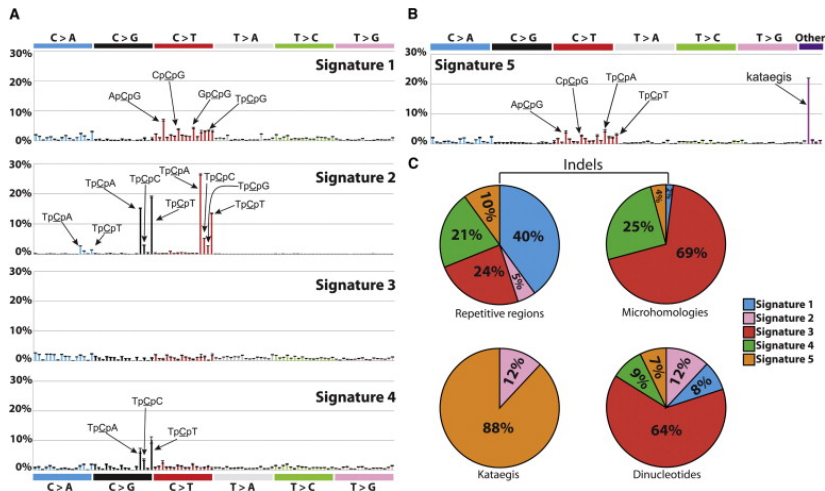 A
C > A C > G C > T T > A T > C T > G
30%
20%
10%
0%
Signature 1
ApCpG
CpCpG
GpCpG
TpCpG
30%
20%
10%
0%
Signature 2
TpCpA
TpCpT
TpCpA
TpCpC
TpCpT
TpCpA
TpCpC
TpCpG
TpCpT
30%
20%
10%
0%
Signature 3
30%
20%
10%
0%
Signature 4
TpCpA
TpCpC
TpCpT
C > A C > G C > T T > A T > C T > G
B
C > A C > G C > T T > A T > C T > G Other
30%
20%
10%
0%
Signature 5
ApCpG
CpCpG
TpCpA
TpCpT
kataegis
C
Indels
10%
40%
21%
24%
5%
Repetitive regions
4%
2%
25%
69%
Microhomologies
Signature 1
Signature 2
Signature 3
Signature 4
Signature 5
12%
88%
Kataegis
9%
7%
12%
8%
64%
Dinucleotides